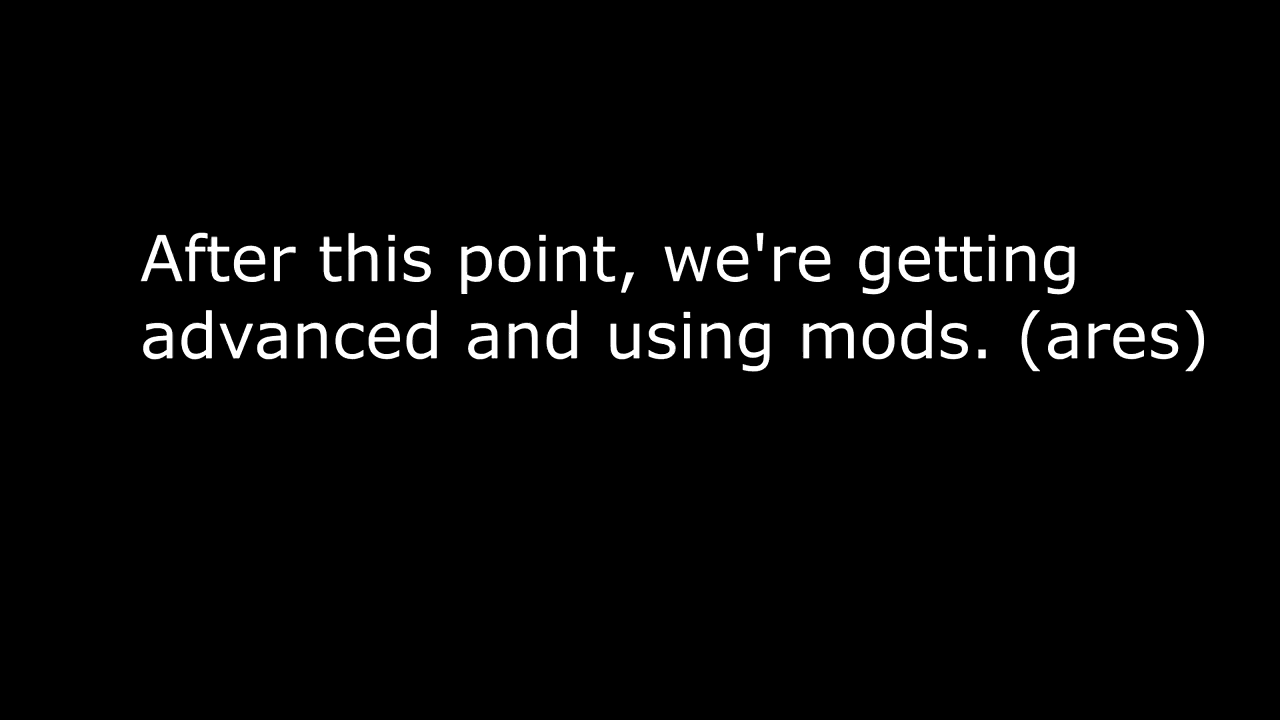 After this point, we're getting
advanced and using mods. (ares)